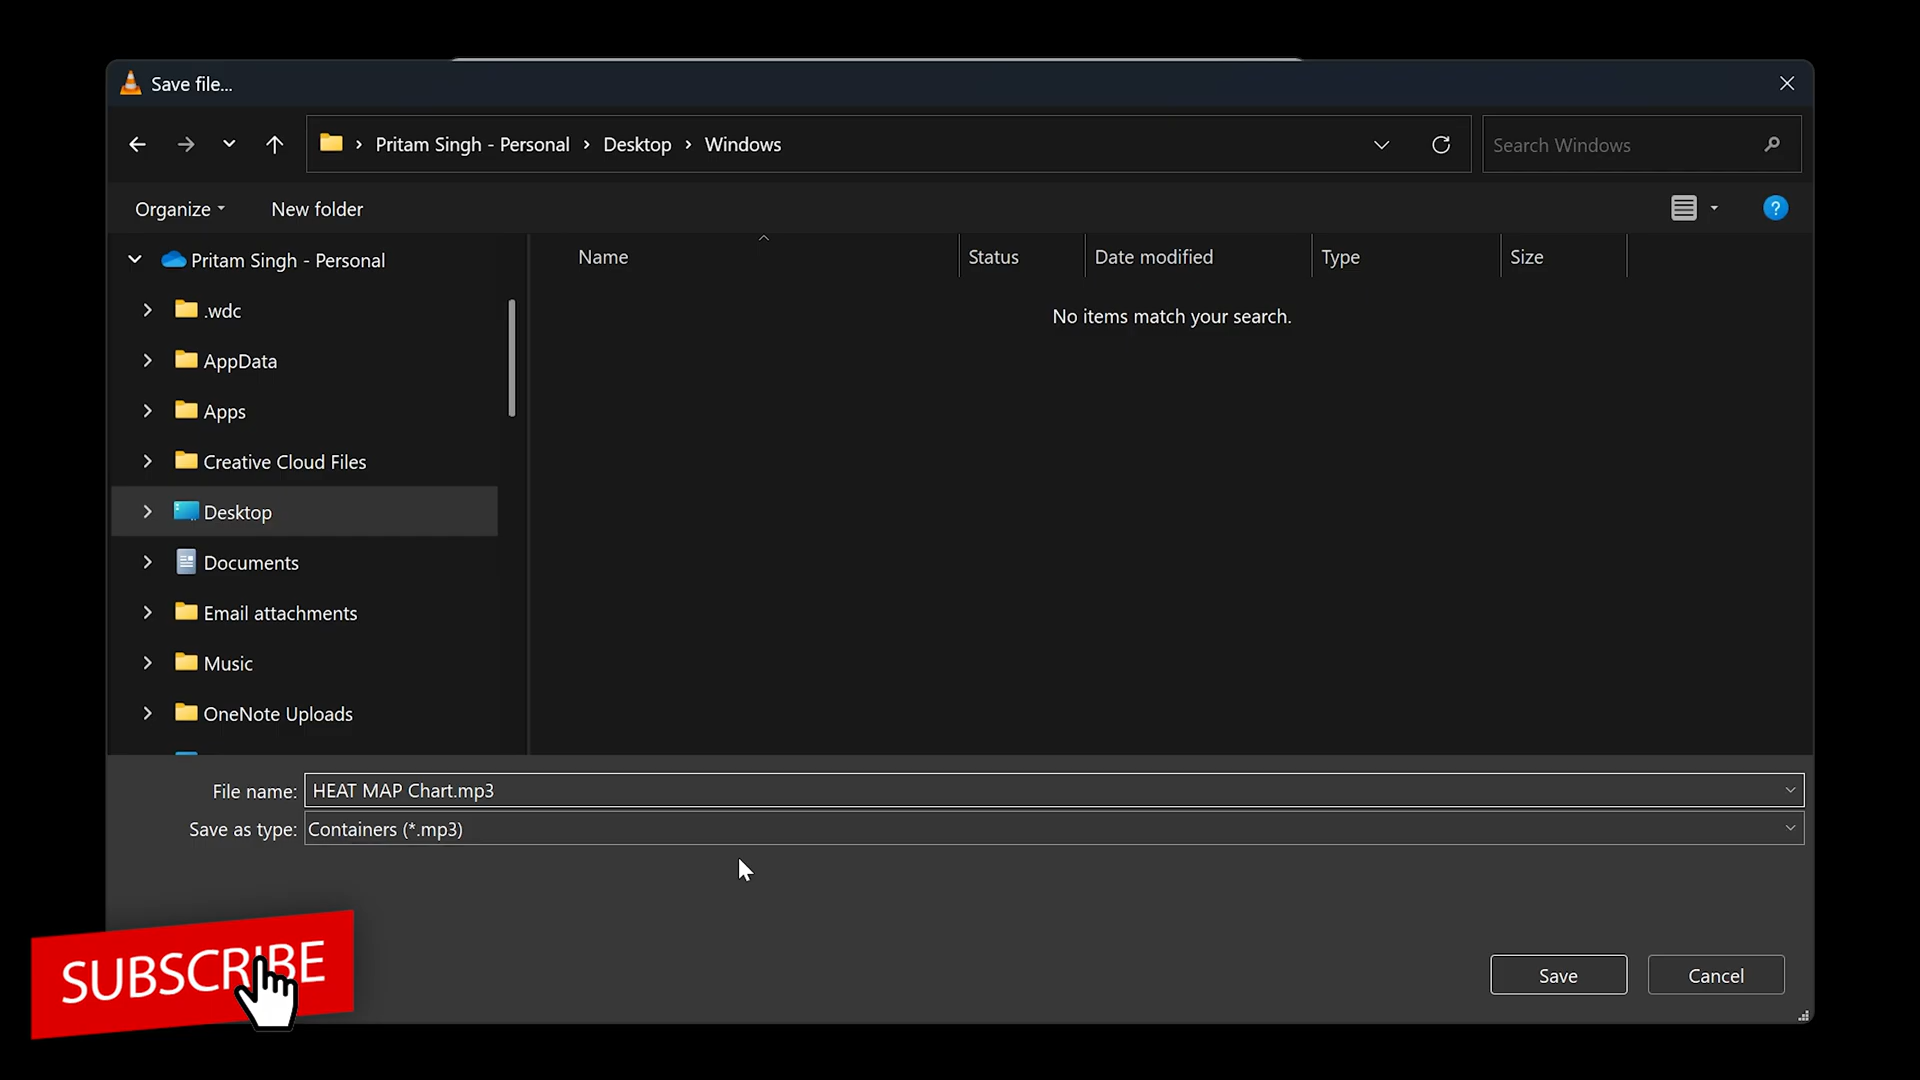 Save file...
Pritam Singh - Personal › Desktop › Windows
Search Windows
Organize
New folder
?
Pritam Singh - Personal
.wdc
AppData
Apps
Creative Cloud Files
Desktop
Documents
Email attachments
Music
OneNote Uploads
Name
Status
Date modified
Type
Size
No items match your search.
File name: HEAT MAP Chart.mp3
Save as type: Containers (*.mp3)
Save
Cancel
SUBSCRIBE